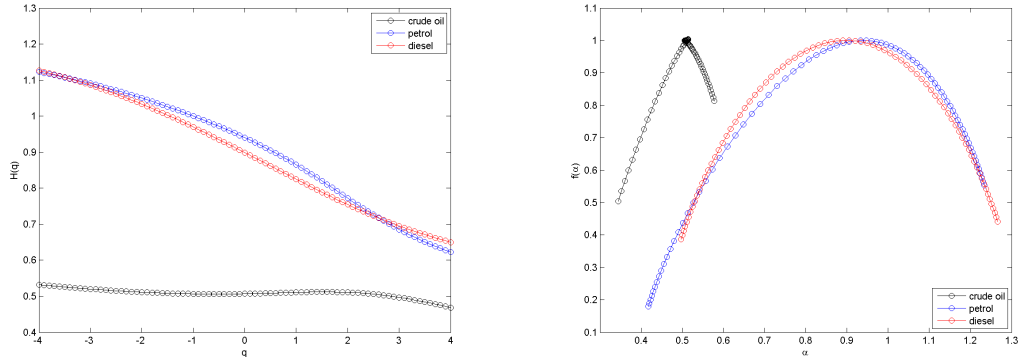 1.3
1.2
1.1
1
0.9
0.8
0.7
0.6
0.5
0.4
H(q)
-4 -3 -2 -1 0 1 2 3 4
q
crude oil
petrol
diesel
1.1
1
0.9
0.8
0.7
0.6
0.5
0.4
0.3
0.2
0.1
f(α)
0.4 0.5 0.6 0.7 0.8 0.9 1 1.1 1.2 1.3
α
crude oil
petrol
diesel